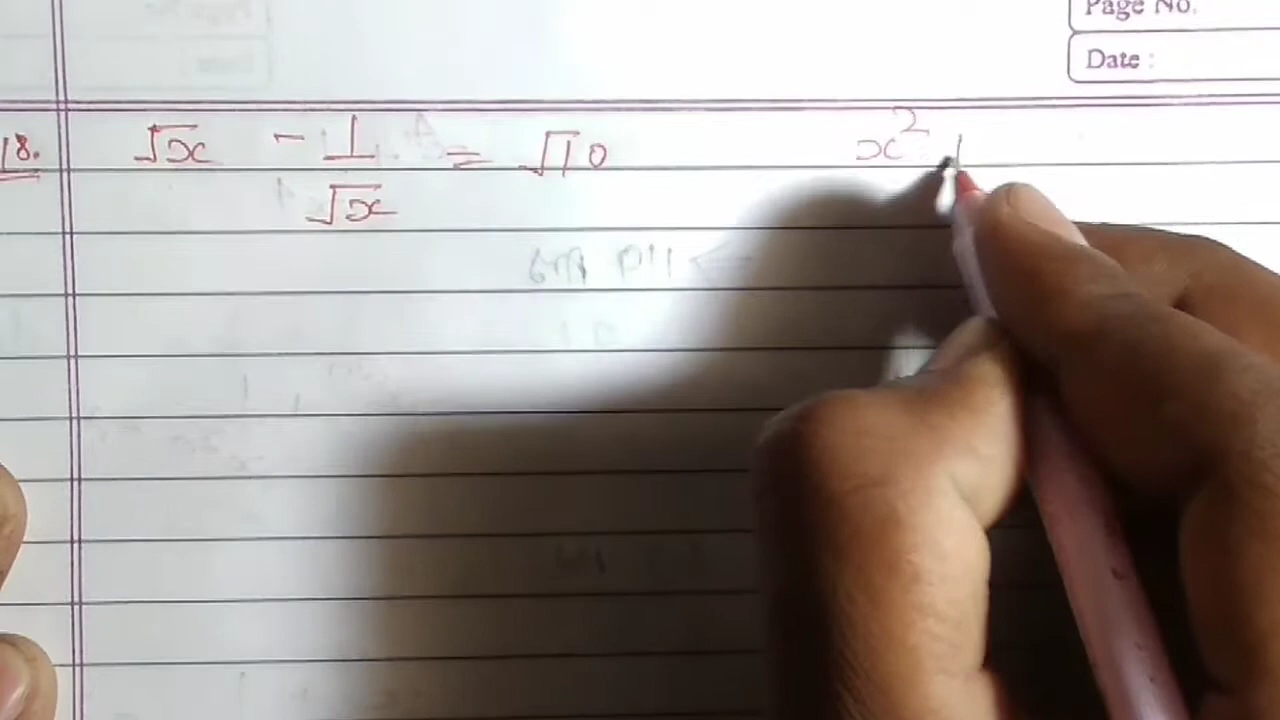 Page No.
Date :
18. √x - 1/√x = √10 x²